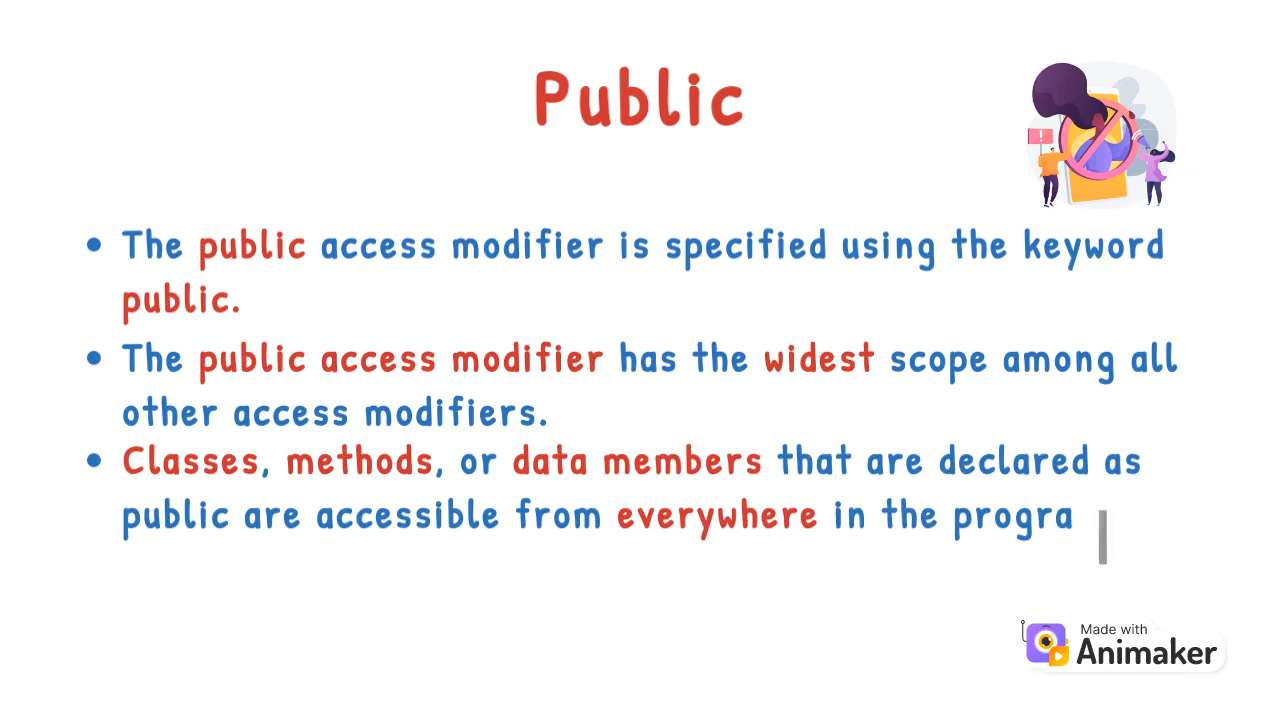 Public
• The public access modifier is specified using the keyword
public.
• The public access modifier has the widest scope among all
other access modifiers.
• Classes, methods, or data members that are declared as
public are accessible from everywhere in the progra
!
Made with
Animaker